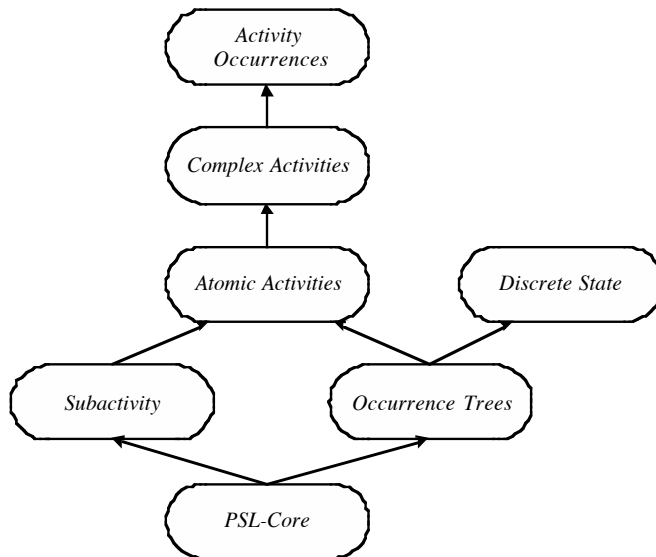 Activity
Occurrences
Complex Activities
Atomic Activities
Discrete State
Subactivity
Occurrence Trees
PSL-Core